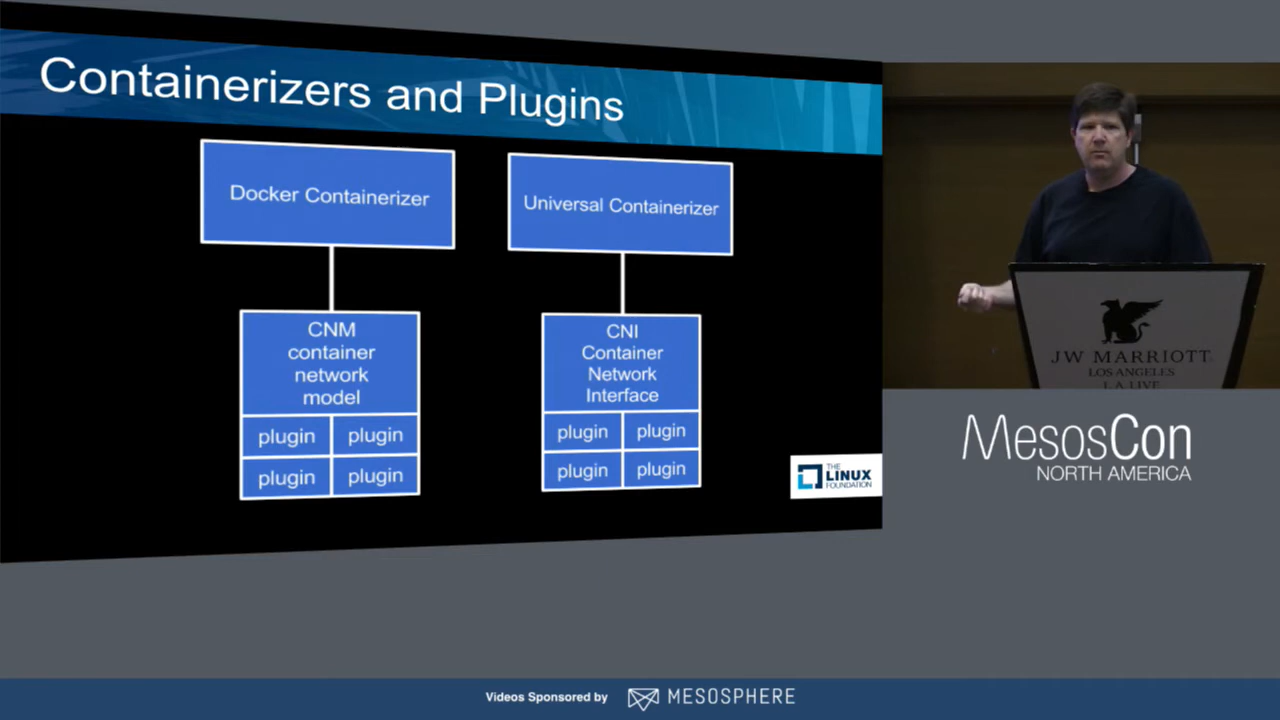 Containerizers and Plugins
Docker Containerizer
Universal Containerizer
CNM
container
network
model
plugin plugin
plugin plugin
CNI
Container
Network
Interface
plugin plugin
plugin plugin
THE
LINUX
FOUNDATION
JW MARRIOTT
LOS ANGELES
L.A. LIVE
MesosCon
NORTH AMERICA
Videos Sponsored by MESOSPHERE